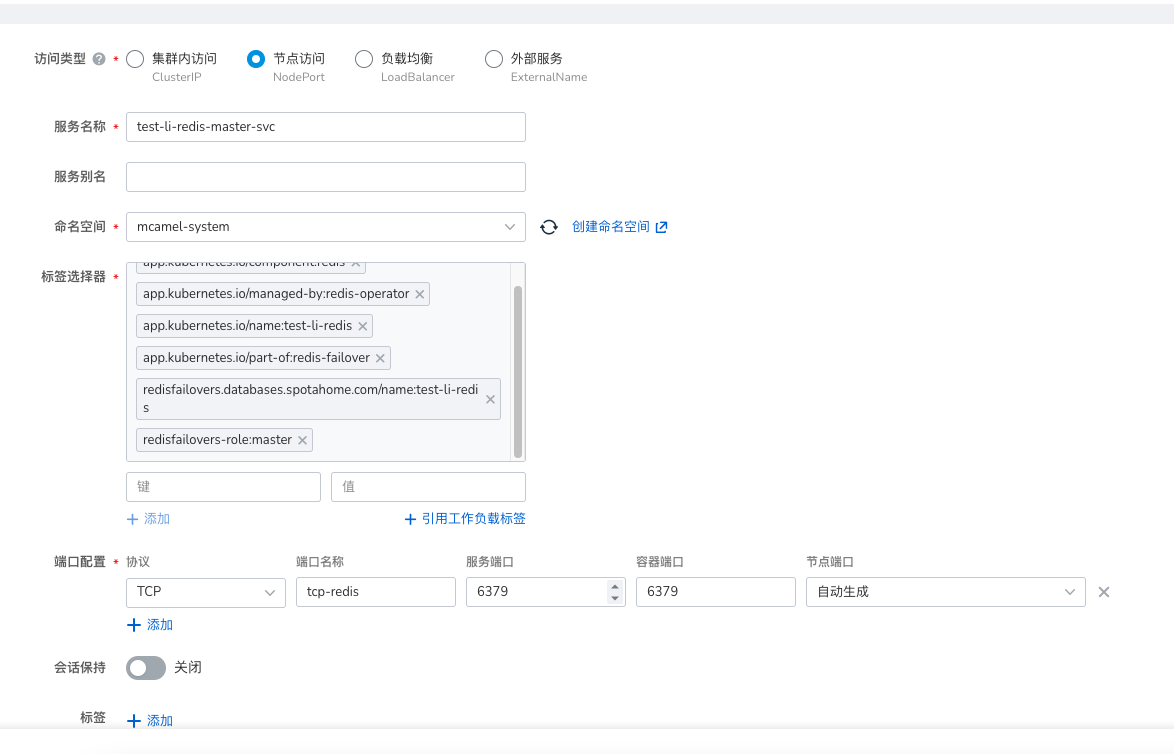 访问类型 ? * 集群内访问 节点访问 负载均衡 外部服务
ClusterIP NodePort LoadBalancer ExternalName
服务名称 * test-li-redis-master-svc
服务别名
命名空间 * mcamel-system 创建命名空间
标签选择器 * app.kubernetes.io/component:redis
app.kubernetes.io/managed-by:redis-operator
app.kubernetes.io/name:test-li-redis
app.kubernetes.io/part-of:redis-failover
redisfailovers.databases.spotahome.com/name:test-li-redi
s
redisfailovers-role:master
键 值
+ 添加 + 引用工作负载标签
端口配置 * 协议 端口名称 服务端口 容器端口 节点端口
TCP tcp-redis 6379 6379 自动生成
+ 添加
会话保持 关闭
标签 + 添加